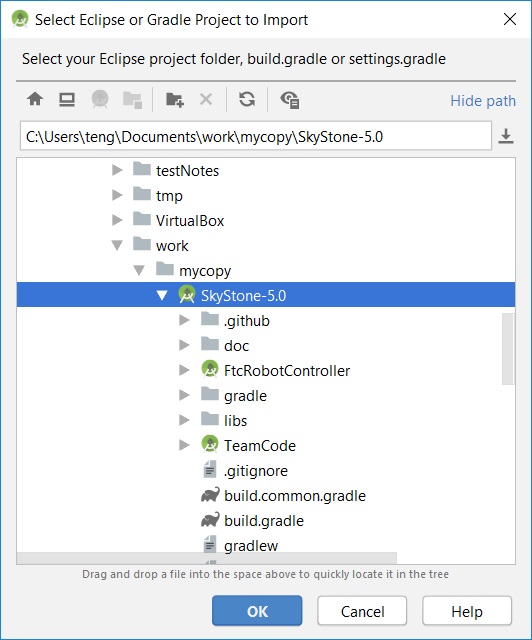 Select Eclipse or Gradle Project to Import
Select your Eclipse project folder, build.gradle or settings.gradle
Hide path
C:\Users\teng\Documents\work\mycopy\SkyStone-5.0
testNotes
tmp
VirtualBox
work
mycopy
SkyStone-5.0
.github
doc
FtcRobotController
gradle
libs
TeamCode
.gitignore
build.common.gradle
build.gradle
gradlew
Drag and drop a file into the space above to quickly locate it in the tree
OK
Cancel
Help